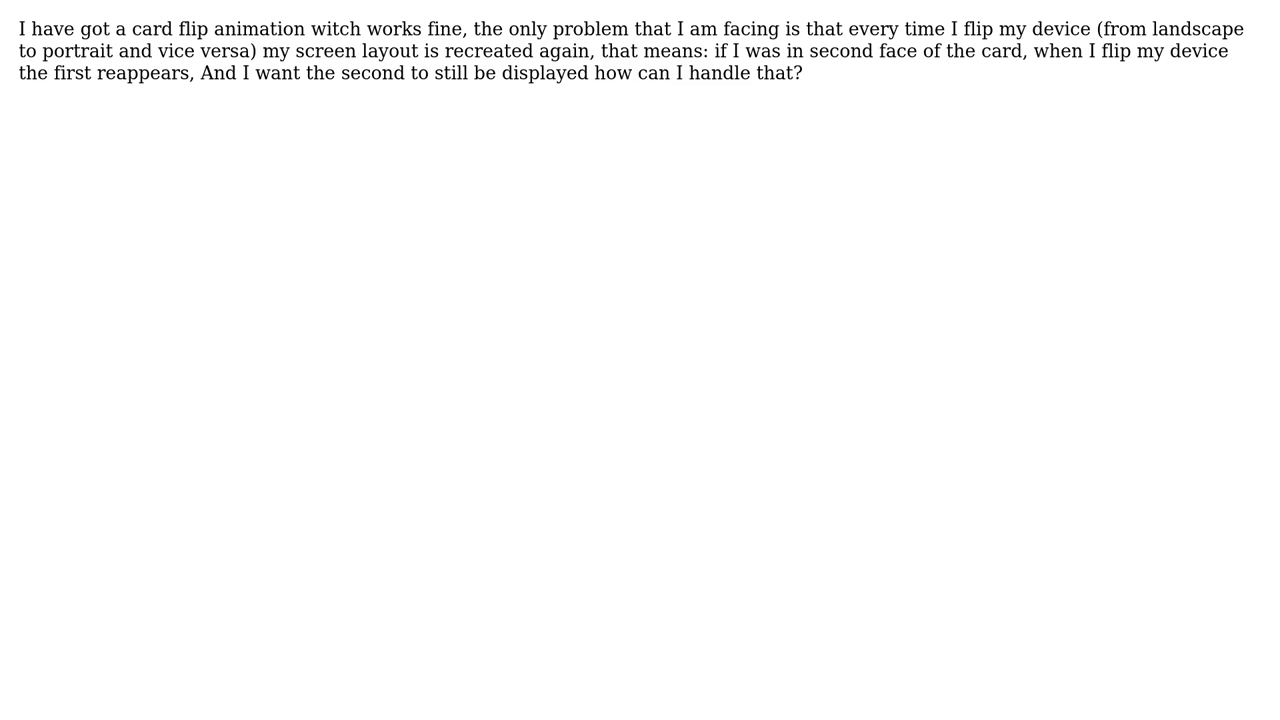 I have got a card flip animation witch works fine, the only problem that I am facing is that every time I flip my device (from landscape
to portrait and vice versa) my screen layout is recreated again, that means: if I was in second face of the card, when I flip my device
the first reappears, And I want the second to still be displayed how can I handle that?